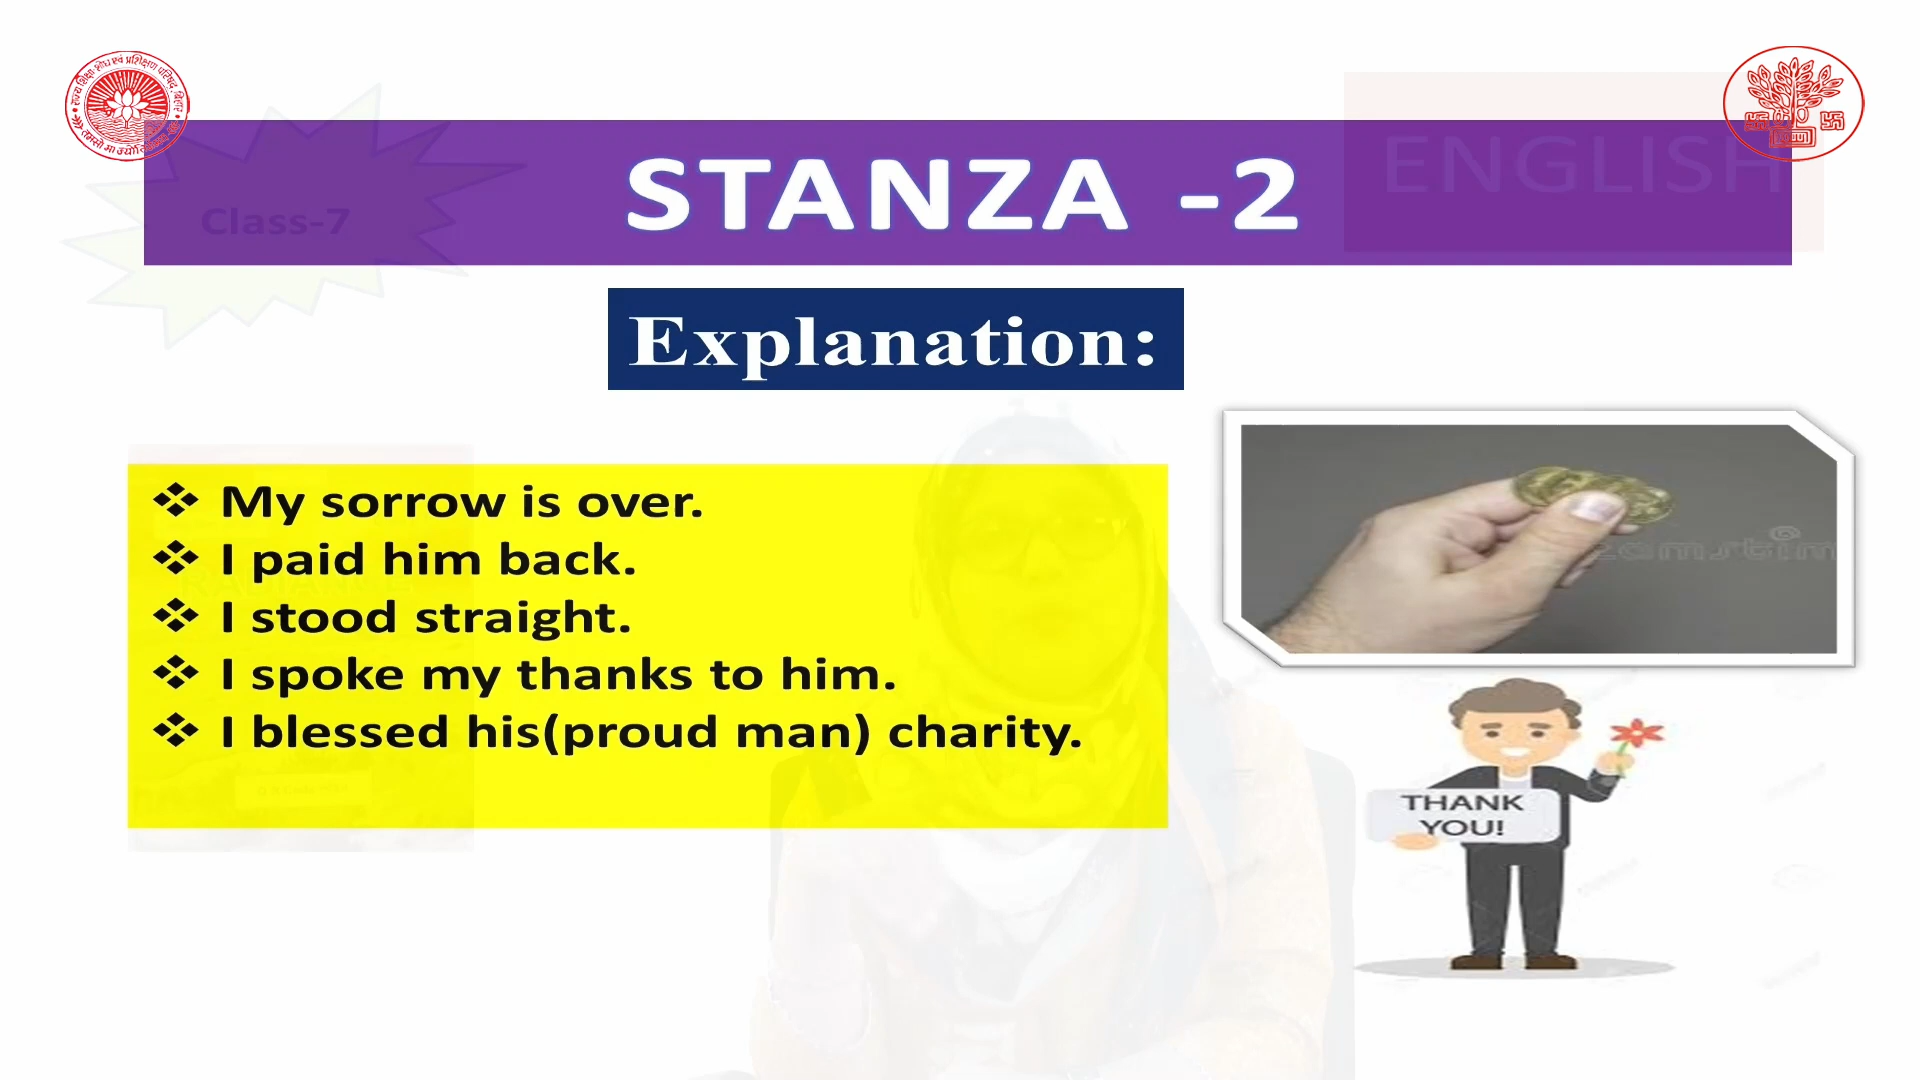 STANZA -2
ENGLISH
Class-7
Explanation:
❖ My sorrow is over.
❖ I paid him back.
❖ I stood straight.
❖ I spoke my thanks to him.
❖ I blessed his(proud man) charity.
THANK
YOU!